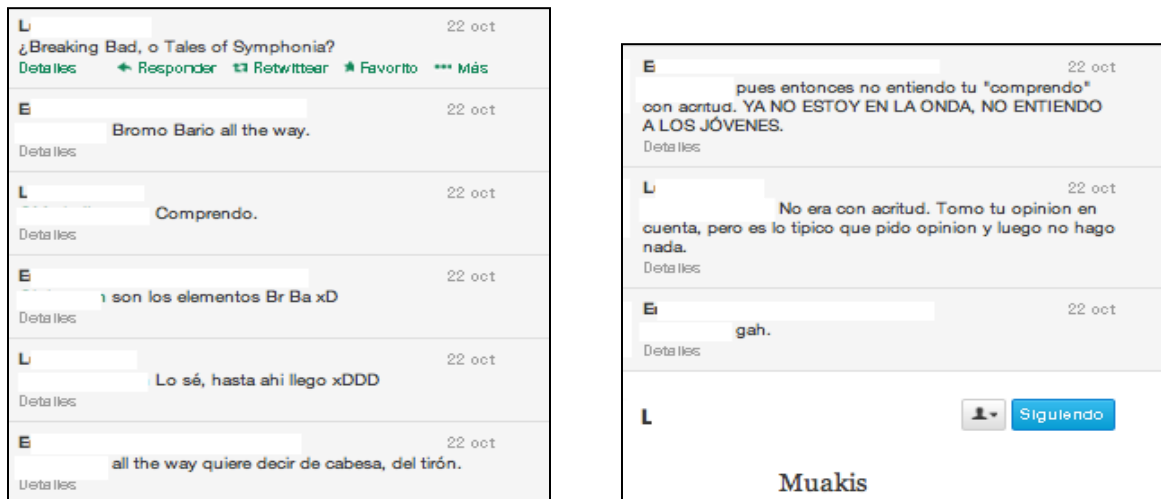 L 22 oct
¿Breaking Bad, o Tales of Symphonia?
Detalles Responder Retwittear Favorito Más
E 22 oct
Bromo Bario all the way.
Detalles
L 22 oct
Comprendo.
Detalles
E 22 oct
son los elementos Br Ba xD
Detalles
L 22 oct
Lo sé, hasta ahi llego xDDD
Detalles
E 22 oct
all the way quiere decir de cabesa, del tirón.
Detalles
E 22 oct
pues entonces no entiendo tu "comprendo"
con acritud. YA NO ESTOY EN LA ONDA, NO ENTIENDO
A LOS JÓVENES.
Detalles
L 22 oct
No era con acritud. Tomo tu opinion en
cuenta, pero es lo tipico que pido opinion y luego no hago
nada.
Detalles
E 22 oct
gah.
Detalles
L Siguiendo
Muakis